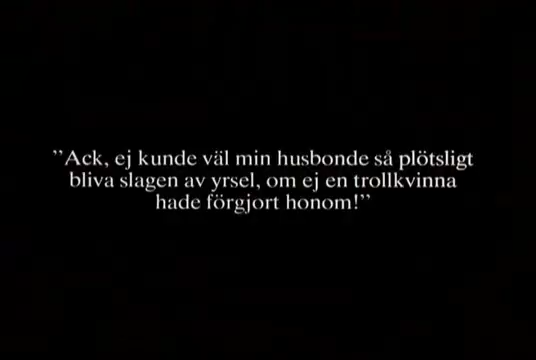 ”Ack, ej kunde väl min husbonde så plötsligt
bliva slagen av yrsel, om ej en trollkvinna
hade förgjort honom!”